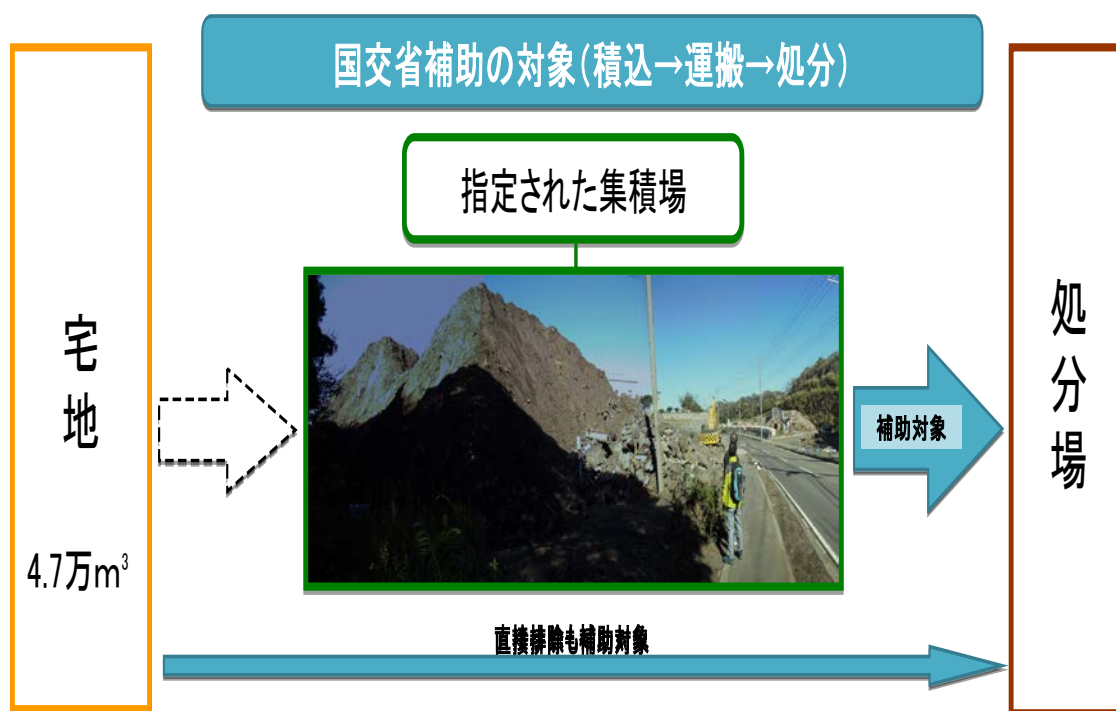 国交省補助の対象（積込→運搬→処分）
指定された集積場
宅地
4.7万m³
補助対象
処分場
直接排除も補助対象